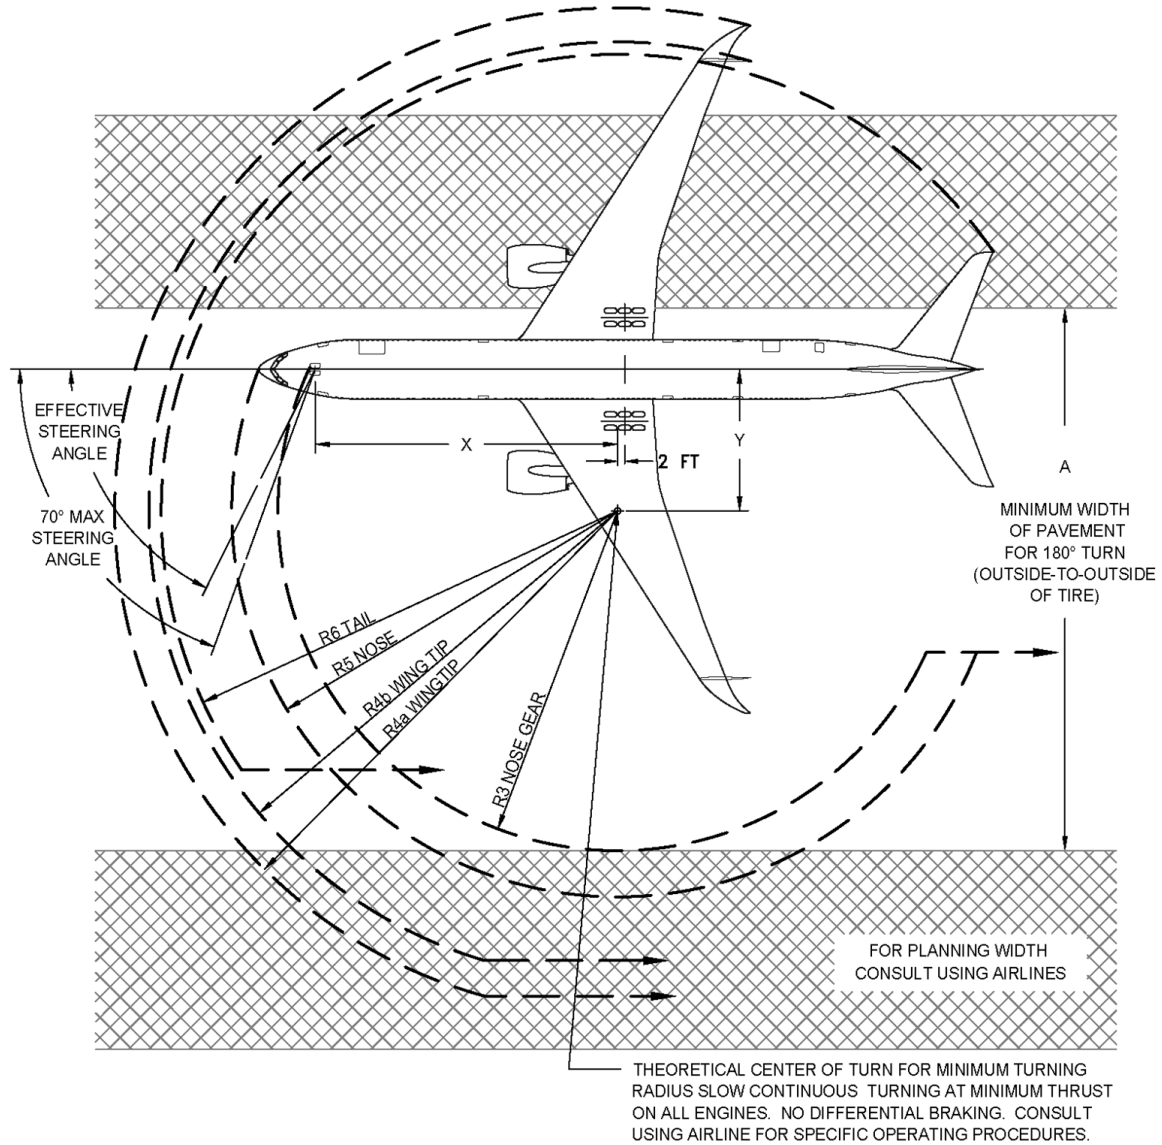 EFFECTIVE
STEERING
ANGLE
70° MAX
STEERING
ANGLE
X
Y
2 FT
A
MINIMUM WIDTH
OF PAVEMENT
FOR 180° TURN
(OUTSIDE-TO-OUTSIDE
OF TIRE)
R6 TAIL
R5 NOSE
R4b WING TIP
R4a WINGTIP
R3 NOSE GEAR
FOR PLANNING WIDTH
CONSULT USING AIRLINES
THEORETICAL CENTER OF TURN FOR MINIMUM TURNING
RADIUS SLOW CONTINUOUS TURNING AT MINIMUM THRUST
ON ALL ENGINES. NO DIFFERENTIAL BRAKING. CONSULT
USING AIRLINE FOR SPECIFIC OPERATING PROCEDURES.